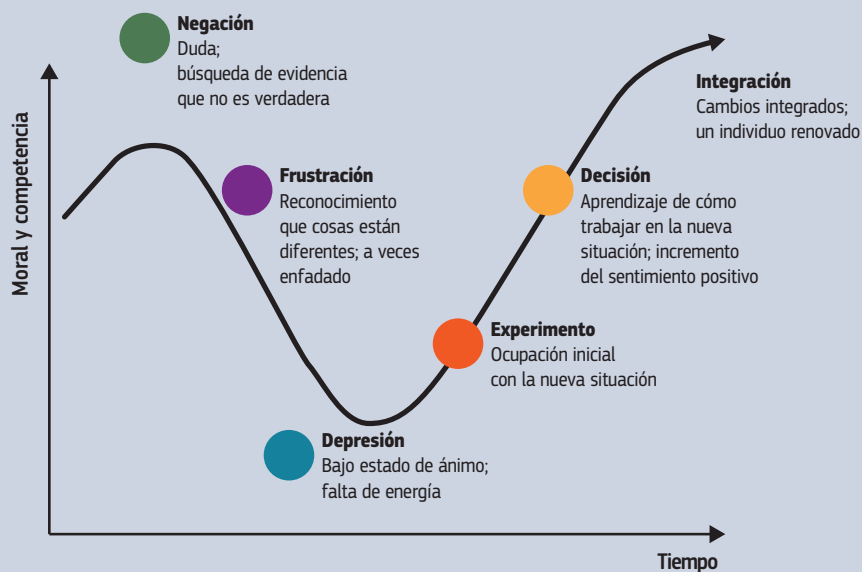 Negación
Duda;
búsqueda de evidencia
que no es verdadera
Integración
Cambios integrados;
un individuo renovado
Moral y competencia
Frustración
Reconocimiento
que cosas están
diferentes; a veces
enfadado
Decisión
Aprendizaje de cómo
trabajar en la nueva
situación; incremento
del sentimiento positivo
Experimento
Ocupación inicial
con la nueva situación
Depresión
Bajo estado de ánimo;
falta de energía
Tiempo